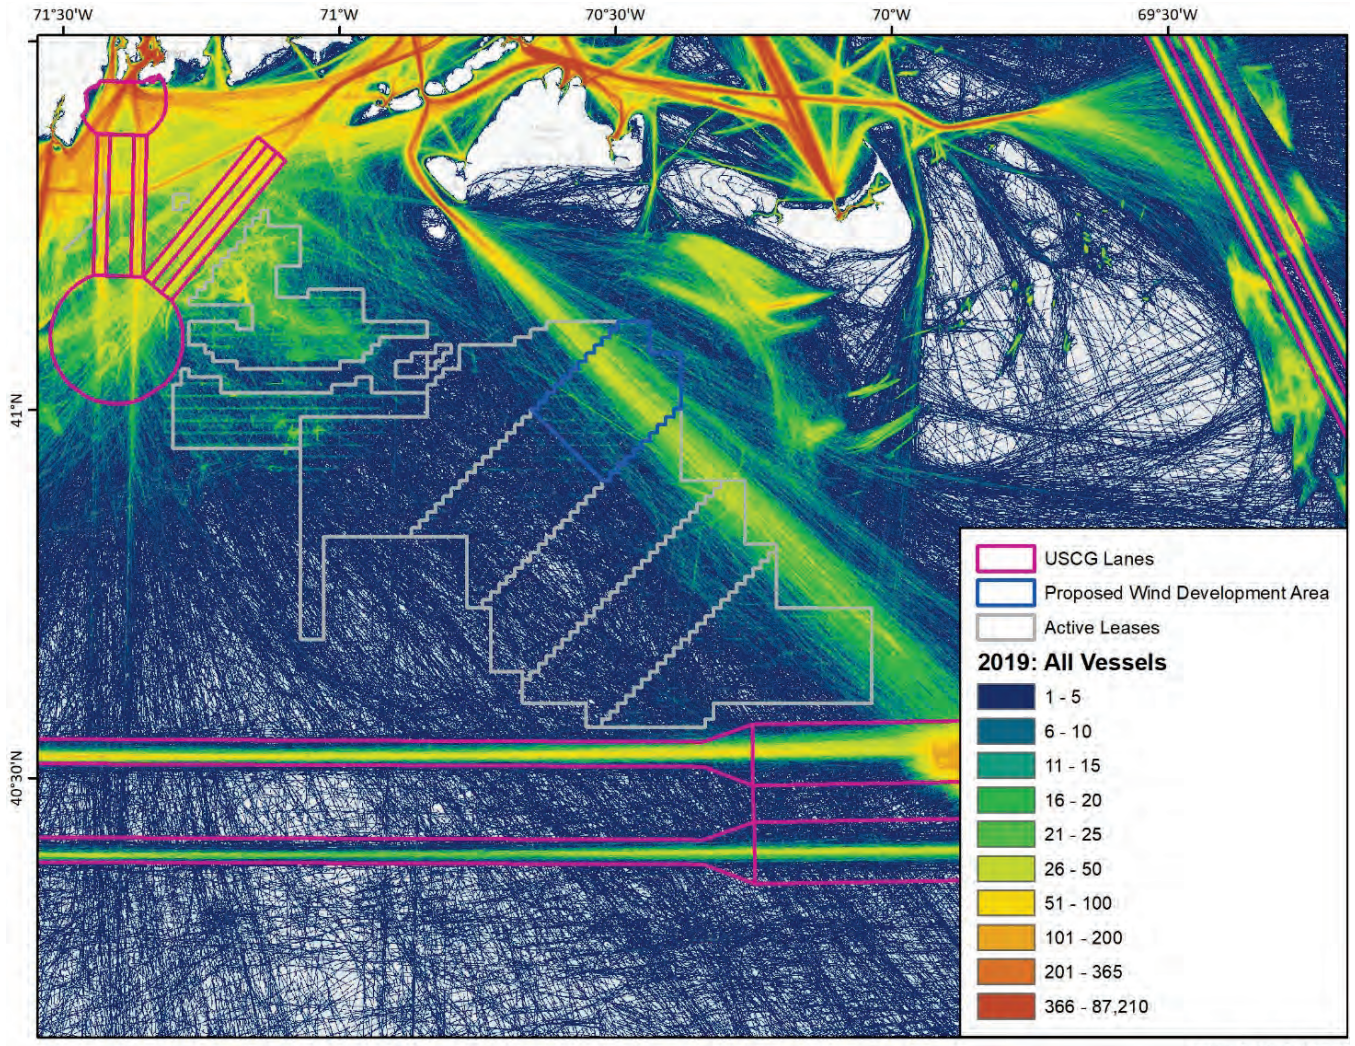 71°30'W 71°W 70°30'W 70°W 69°30'W
41°N
40°30'N
USCG Lanes
Proposed Wind Development Area
Active Leases
2019: All Vessels
1 - 5
6 - 10
11 - 15
16 - 20
21 - 25
26 - 50
51 - 100
101 - 200
201 - 365
366 - 87,210